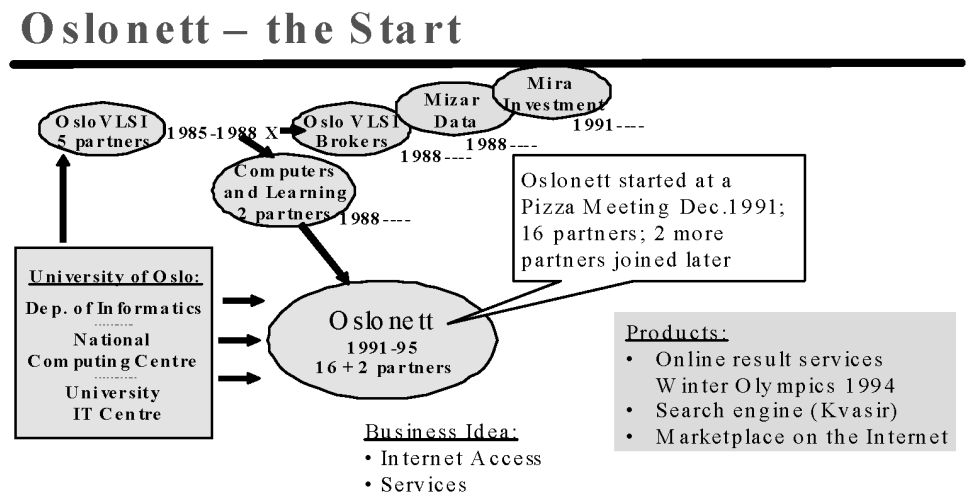 Oslonett – the Start
Oslo VLSI
5 partners
1985-1988 X
Oslo VLSI
Brokers
1988----
Mizar
Data
1988----
Mira
Investment
1991----
Computers
and Learning
2 partners
1988----
Oslonett started at a
Pizza Meeting Dec.1991;
16 partners; 2 more
partners joined later
University of Oslo:
Dep. of Informatics
National
Computing Centre
University
IT Centre
Oslonett
1991-95
16 + 2 partners
Products:
• Online result services
Winter Olympics 1994
• Search engine (Kvasir)
• Marketplace on the Internet
Business Idea:
• Internet Access
• Services